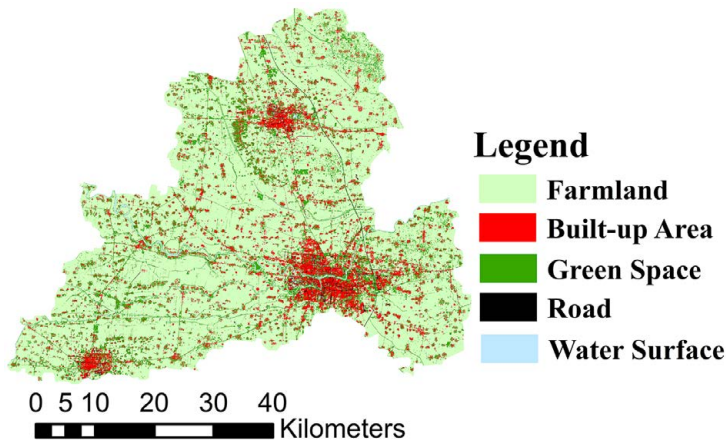 Legend
Farmland
Built-up Area
Green Space
Road
Water Surface
0 5 10 20 30 40
Kilometers